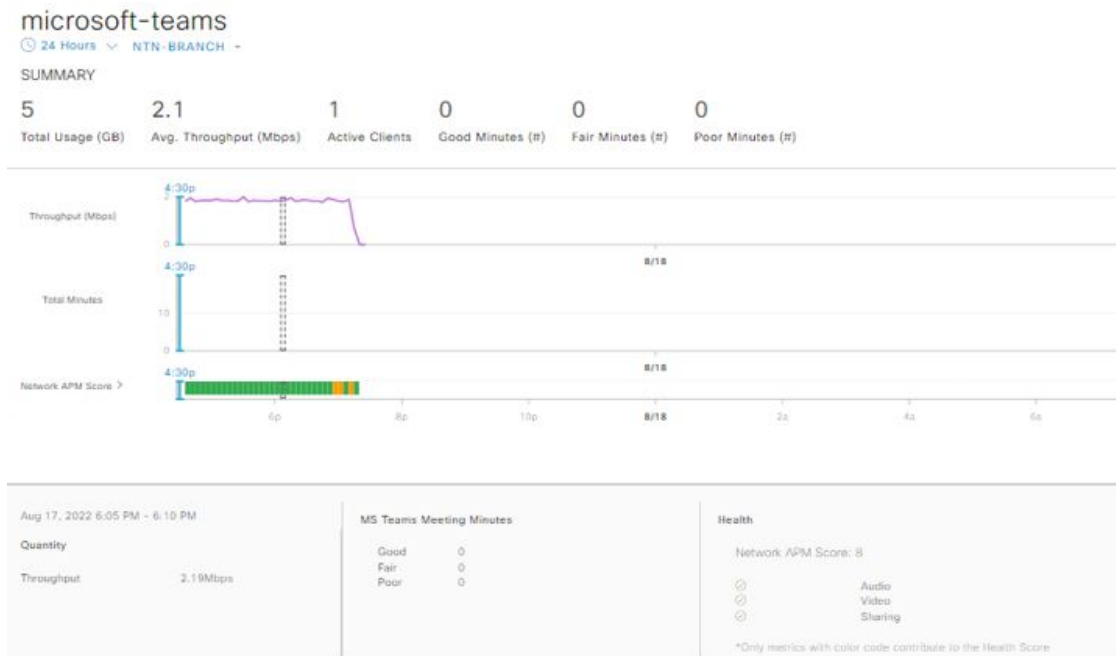 microsoft-teams
24 Hours NTN-BRANCH
SUMMARY
5 2.1 1 0 0 0
Total Usage (GB) Avg. Throughput (Mbps) Active Clients Good Minutes (#) Fair Minutes (#) Poor Minutes (#)
4:30p
Throughput (Mbps)
0
8/18
4:30p
Total Minutes
10
0
8/18
4:30p
Network APM Score >
6p 8p 10p 8/18 2a 4a 6a
Aug 17, 2022 6:05 PM - 6:10 PM
Quantity
Throughput 2.19Mbps
MS Teams Meeting Minutes
Good 0
Fair 0
Poor 0
Health
Network APM Score: 8
Audio
Video
Sharing
*Only metrics with color code contribute to the Health Score